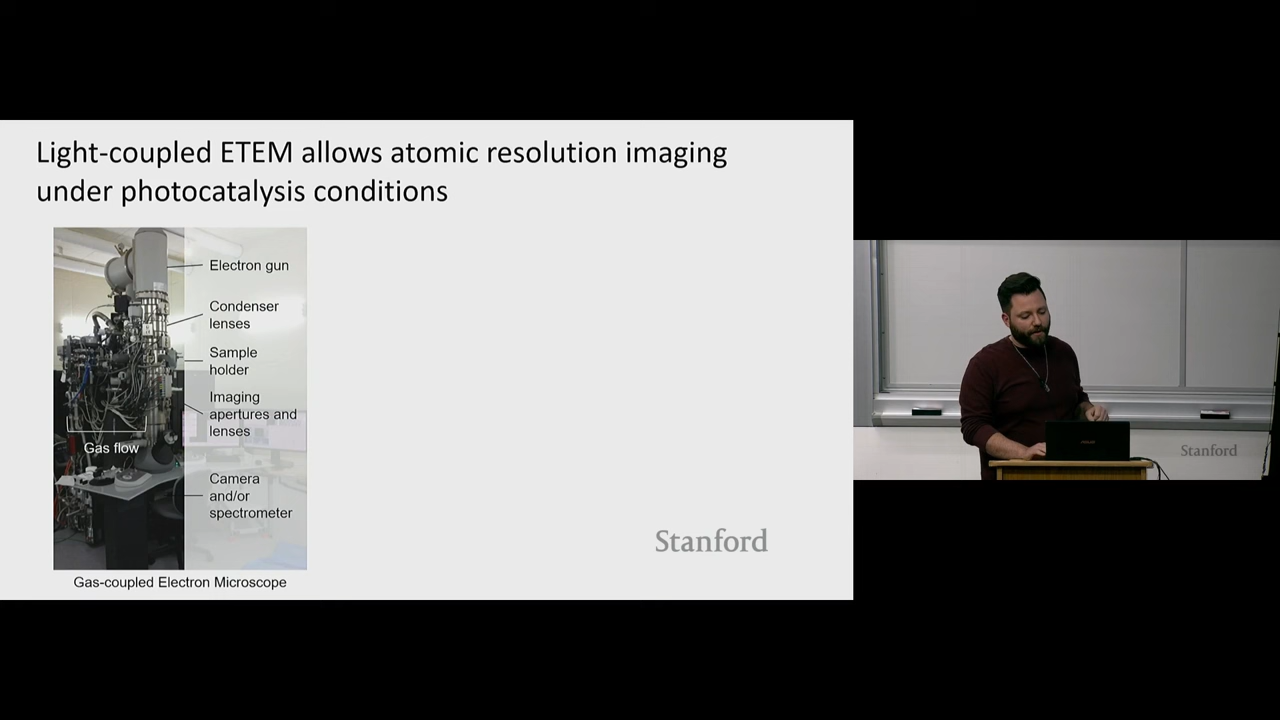 Light-coupled ETEM allows atomic resolution imaging
under photocatalysis conditions
Electron gun
Condenser
lenses
Sample
holder
Imaging
apertures and
lenses
Gas flow
Camera
and/or
spectrometer
Gas-coupled Electron Microscope
Stanford
Stanford